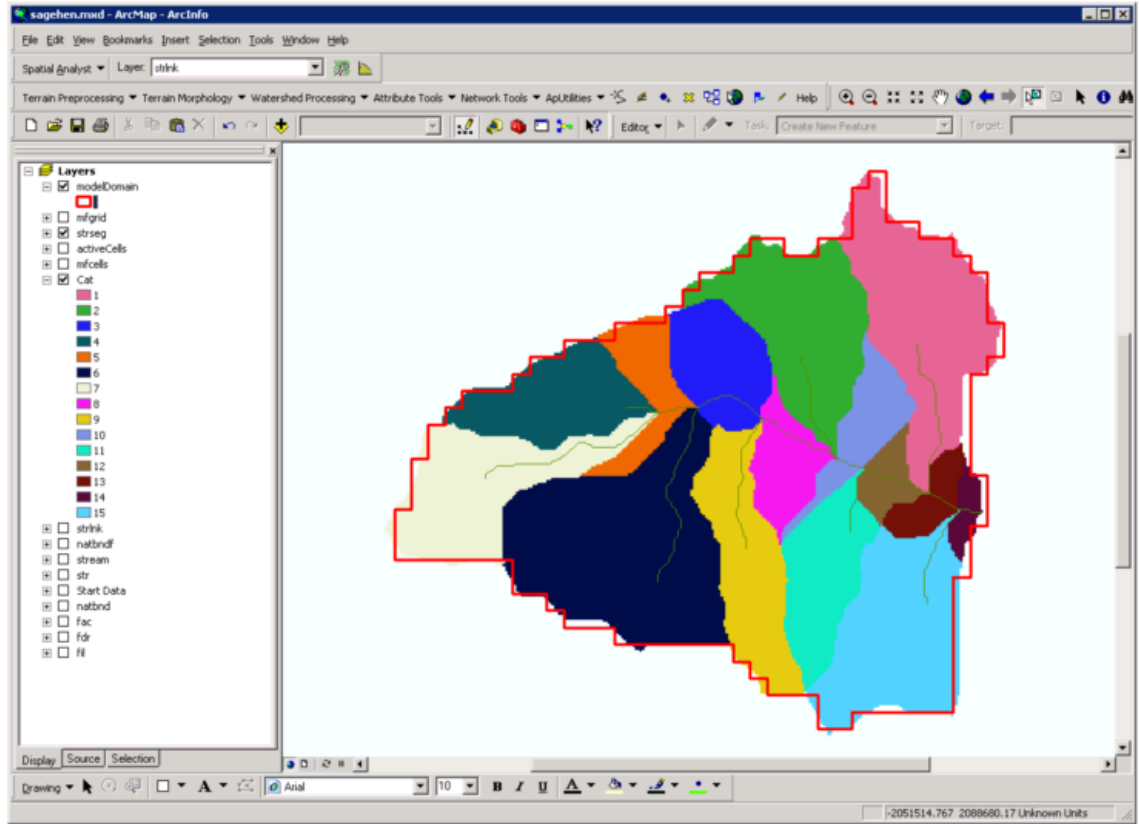 sagehen.mxd - ArcMap - ArcInfo
File Edit View Bookmarks Insert Selection Tools Window Help
Spatial Analyst Layer: strlnk
Terrain Preprocessing Terrain Morphology Watershed Processing Attribute Tools Network Tools ApUtilities Help
Editor Task: Create New Feature Target:
Layers
modelDomain
mfgrid
strseg
activeCells
mfcells
Cat
1
2
3
4
5
6
7
8
9
10
11
12
13
14
15
strlnk
natbndf
stream
str
Start Data
natbnd
fac
fdr
fil
Display Source Selection
Drawing A Arial 10 B I U A
-2051514.767 2088680.17 Unknown Units